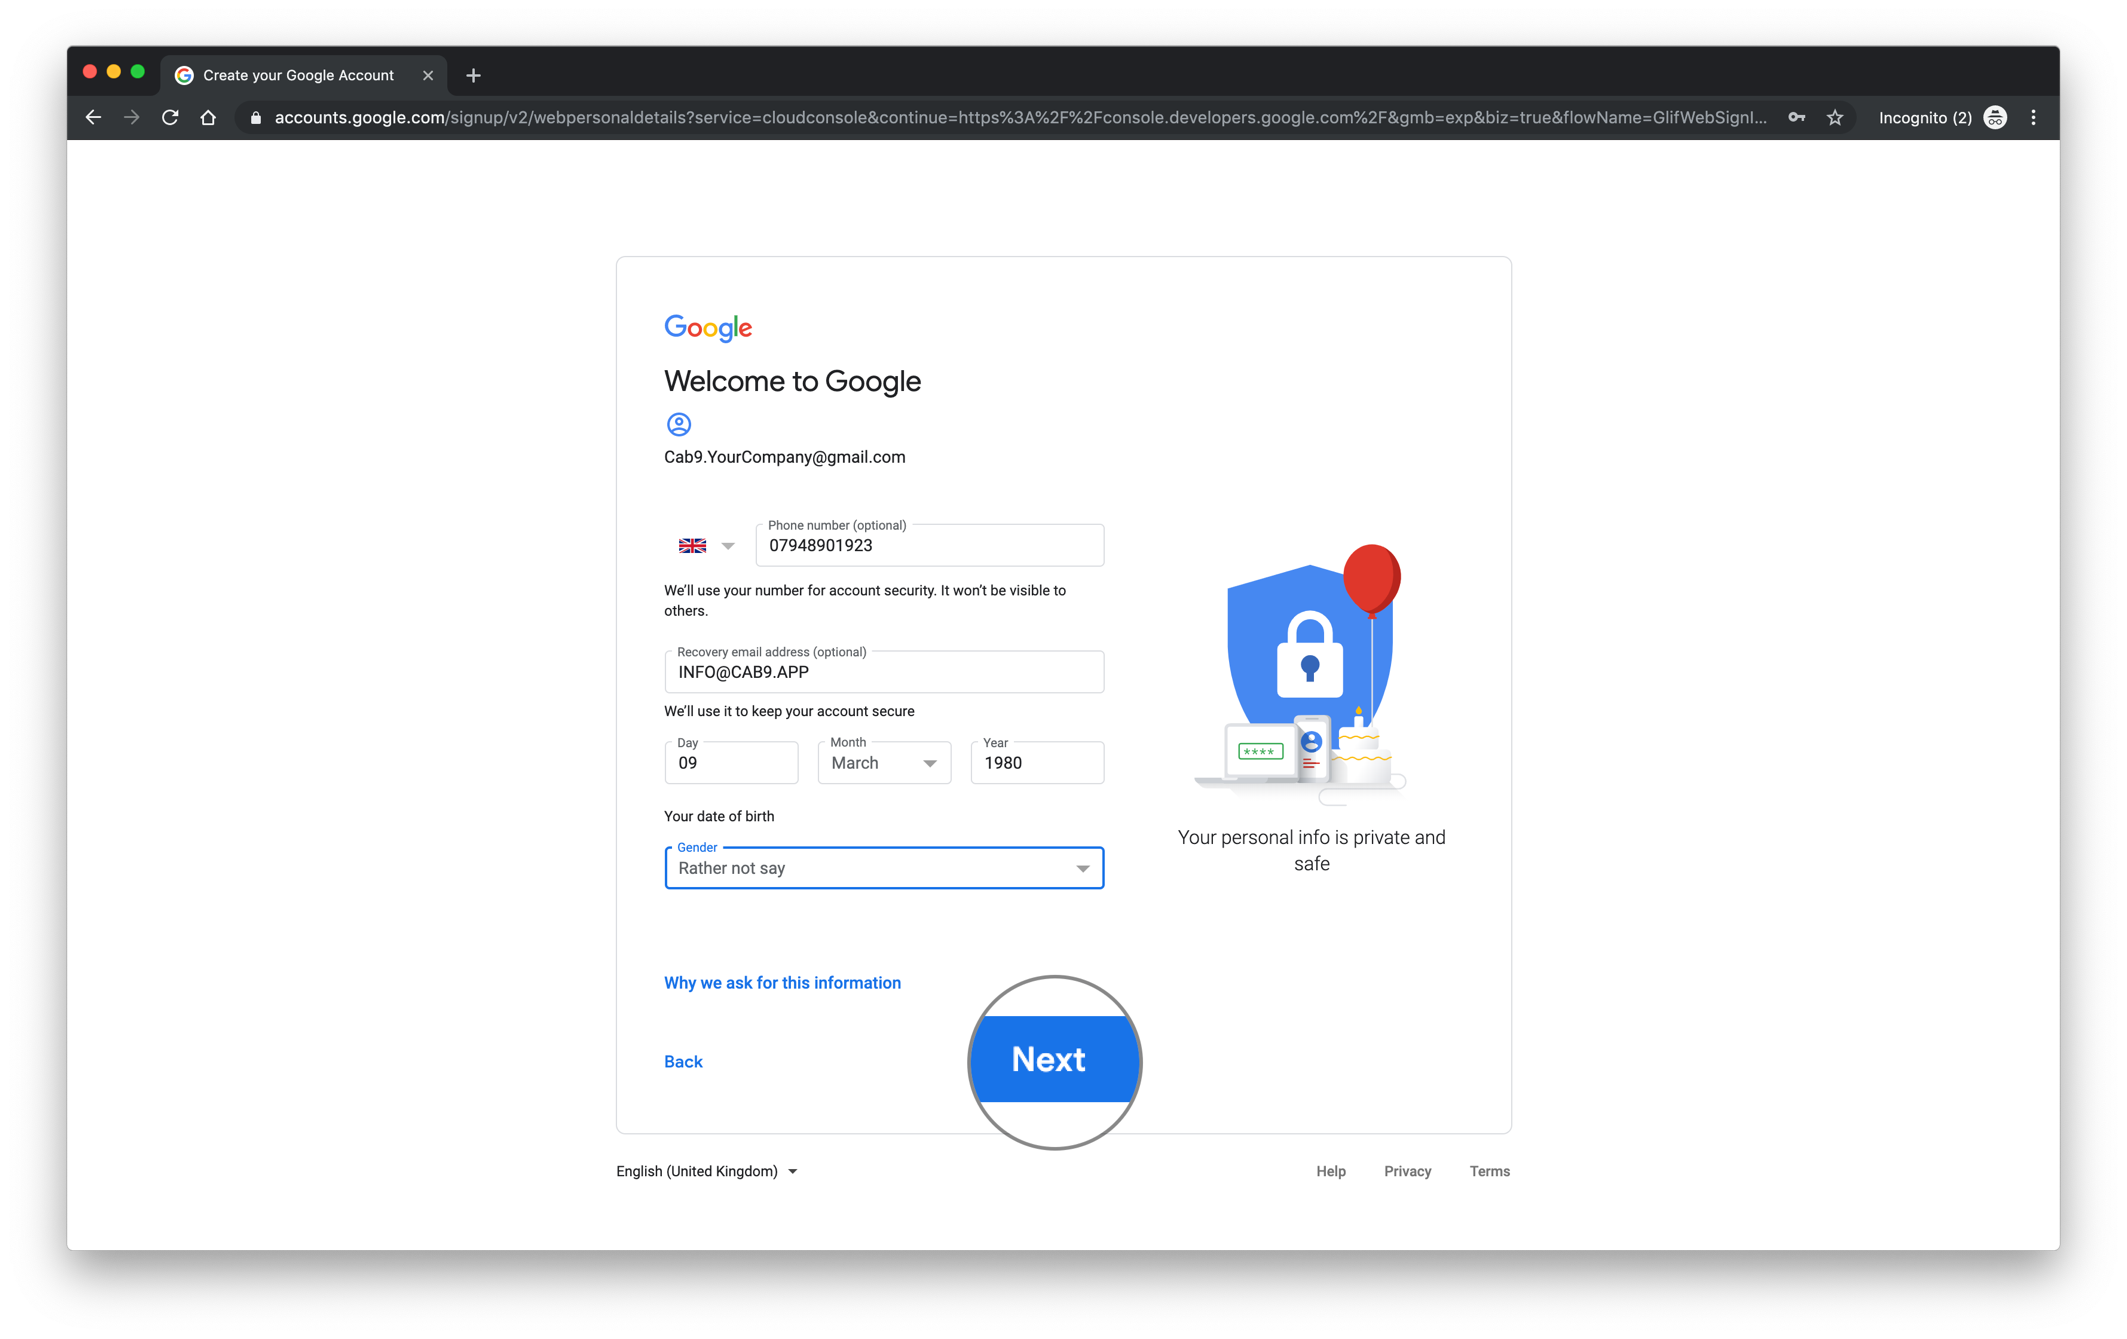 Create your Google Account
accounts.google.com/signup/v2/webpersonaldetails?service=cloudconsole&continue=https%3A%2F%2Fconsole.developers.google.com%2F&gmb=exp&biz=true&flowName=GlifWebSignI...
Incognito (2)
Google
Welcome to Google
Cab9.YourCompany@gmail.com
Phone number (optional)
07948901923
We'll use your number for account security. It won't be visible to
others.
Recovery email address (optional)
INFO@CAB9.APP
We'll use it to keep your account secure
Day
09
Month
March
Year
1980
Your date of birth
Gender
Rather not say
****
Your personal info is private and
safe
Why we ask for this information
Back
Next
English (United Kingdom)
Help
Privacy
Terms